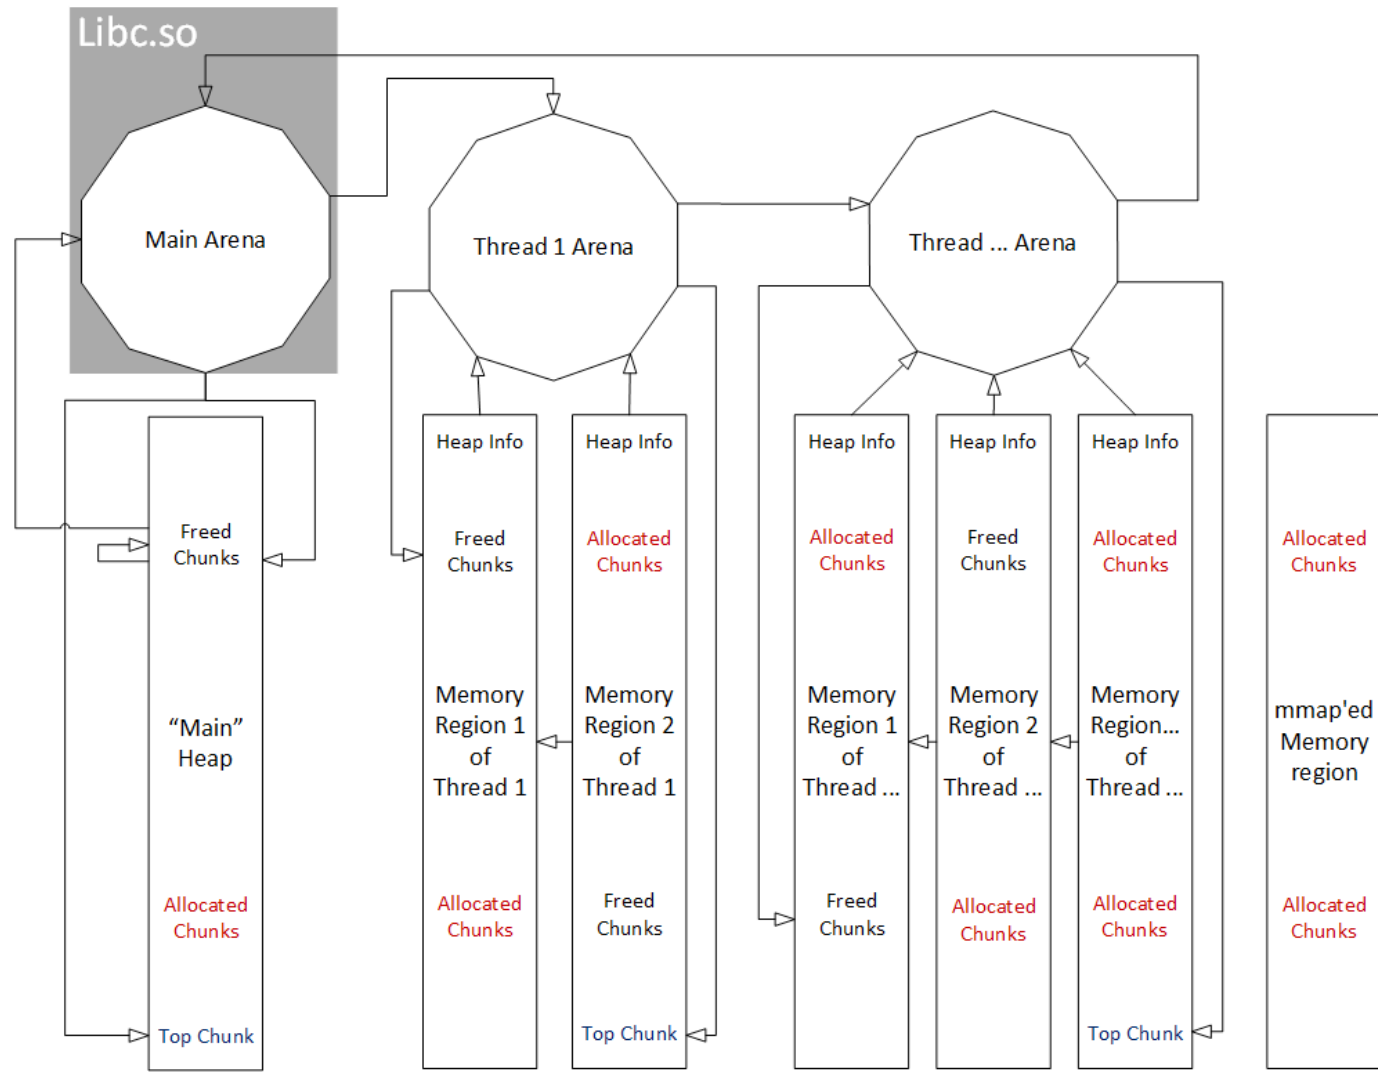 Libc.so
Main Arena
Thread 1 Arena
Thread ... Arena
Freed
Chunks
“Main”
Heap
Allocated
Chunks
Top Chunk
Heap Info
Freed
Chunks
Memory
Region 1
of
Thread 1
Allocated
Chunks
Heap Info
Allocated
Chunks
Memory
Region 2
of
Thread 1
Freed
Chunks
Top Chunk
Heap Info
Allocated
Chunks
Memory
Region 1
of
Thread ...
Freed
Chunks
Heap Info
Freed
Chunks
Memory
Region 2
of
Thread ...
Allocated
Chunks
Heap Info
Allocated
Chunks
Memory
Region...
of
Thread ...
Allocated
Chunks
Top Chunk
Allocated
Chunks
mmap'ed
Memory
region
Allocated
Chunks